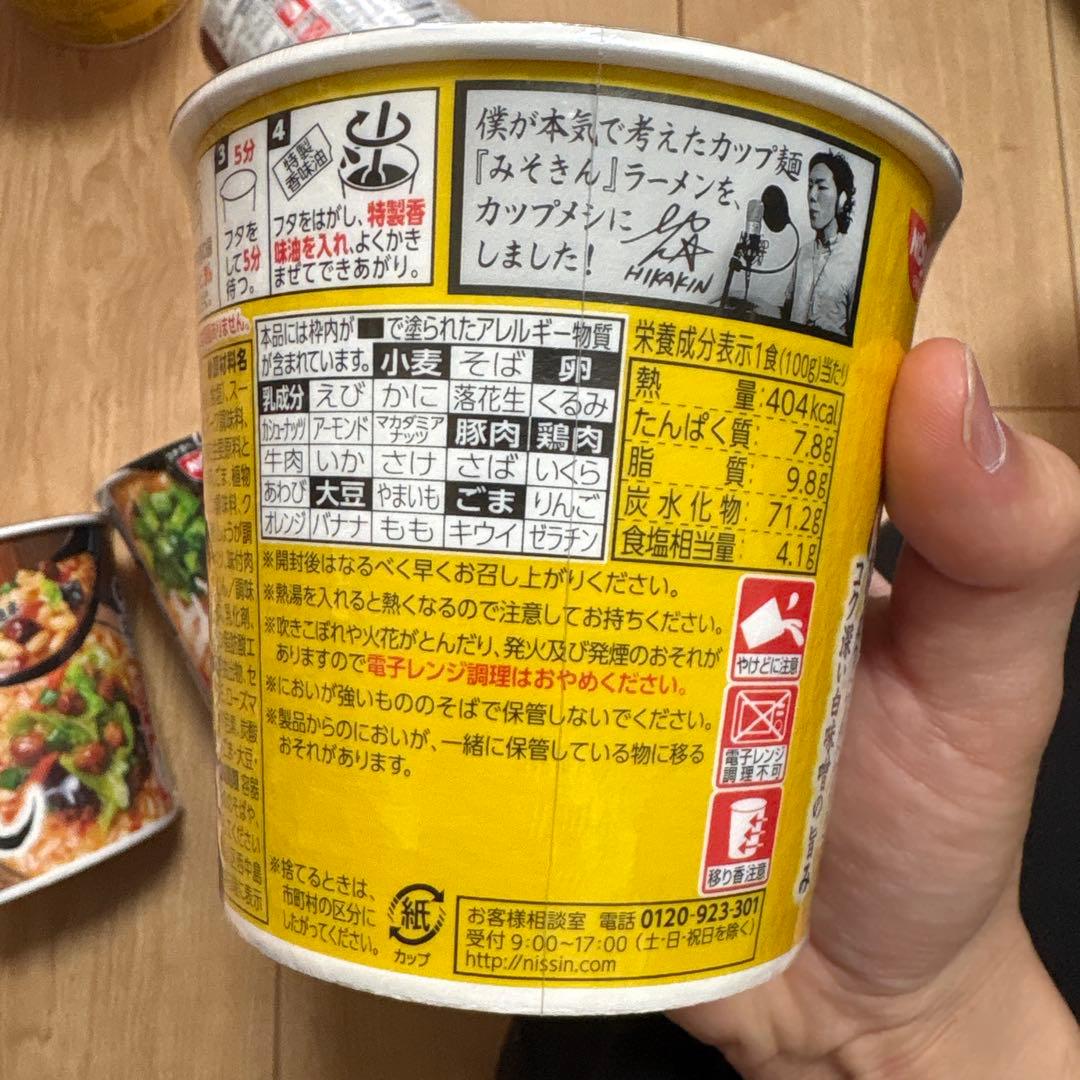 3 5分
フタを
して5分
待つ。
4
特製
香味油
フタをはがし、特製香
味油を入れ、よくかき
まぜてできあがり。
僕が本気で考えたカップ麺
『みそきん』ラーメンを、
カップメシに
しました！
HIKAKIN
本品には枠内が■で塗られたアレルギー物質
が含まれています。 小麦 そば 卵
乳成分 えび かに 落花生 くるみ
カシューナッツ アーモンド マカダミアナッツ 豚肉 鶏肉
牛肉 いか さけ さば いくら
あわび 大豆 やまいも ごま りんご
オレンジ バナナ もも キウイ ゼラチン
栄養成分表示1食(100g)当たり
熱量: 404kcal
たんぱく質: 7.8g
脂質: 9.8g
炭水化物: 71.2g
食塩相当量: 4.1g
※開封後はなるべく早くお召し上がりください。
※熱湯を入れると熱くなるので注意してお持ちください。
※吹きこぼれや火花がとんだり、発火及び発煙のおそれが
ありますので電子レンジ調理はおやめください。
※においが強いもののそばで保管しないでください。
※製品からのにおいが、一緒に保管している物に移る
おそれがあります。
やけどに注意
電子レンジ
調理不可
移り香注意
※捨てるときは、
市町村の区分に
したがってください。
紙
カップ
お客様相談室 電話 0120-923-301
受付 9:00～17:00 (土・日・祝日を除く)
http://nissin.com